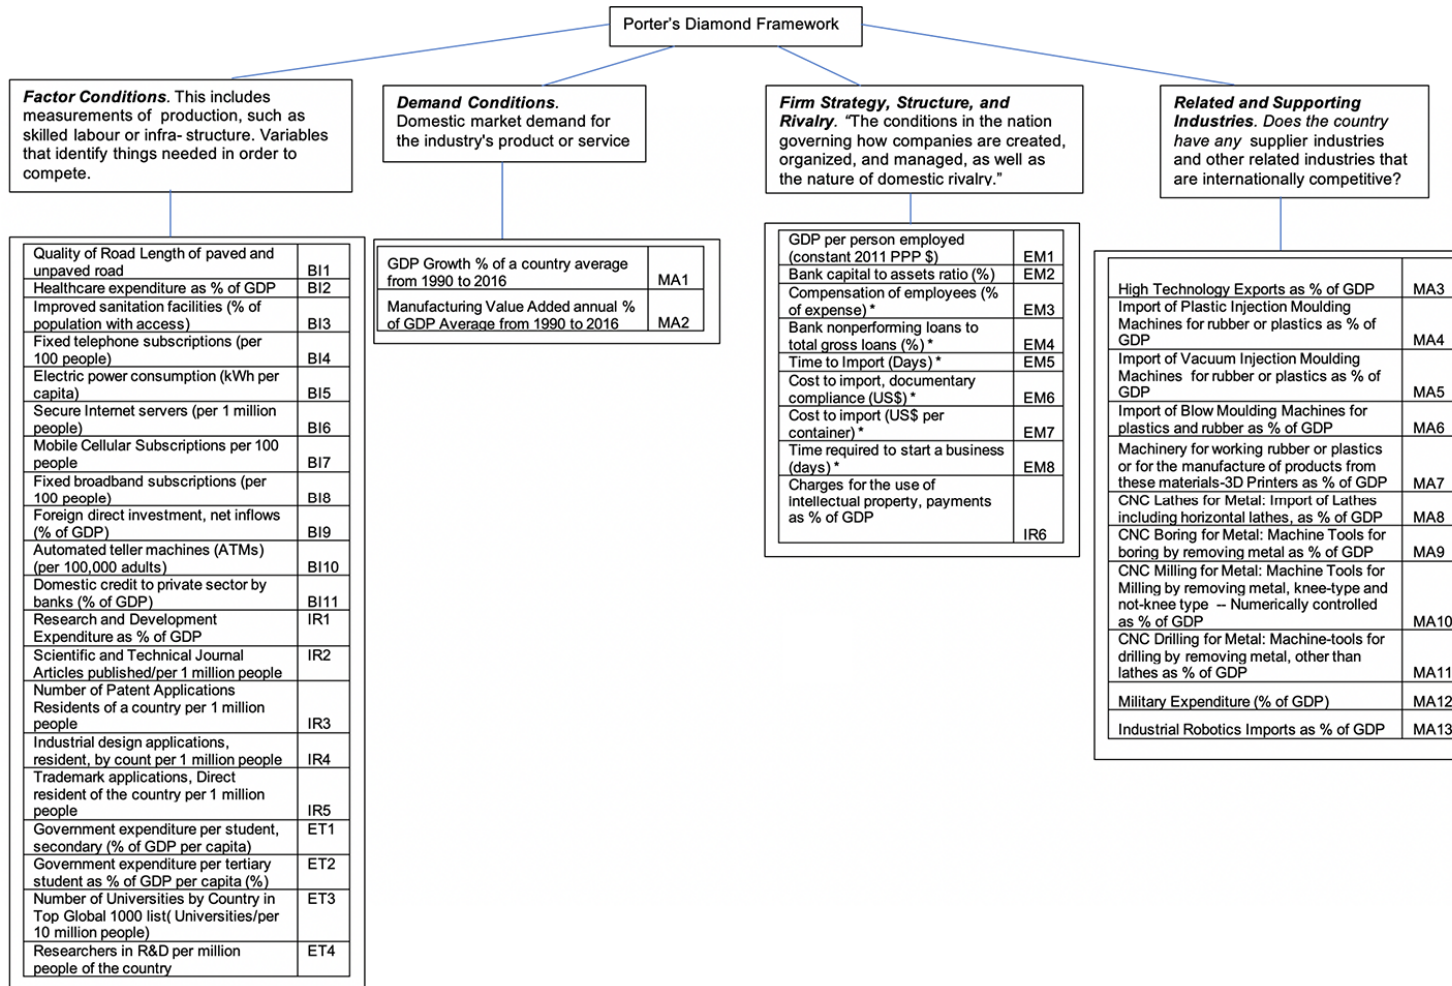 Porter's Diamond Framework
Factor Conditions. This includes
measurements of production, such as
skilled labour or infra- structure. Variables
that identify things needed in order to
compete.
Demand Conditions.
Domestic market demand for
the industry's product or service
Firm Strategy, Structure, and
Rivalry. "The conditions in the nation
governing how companies are created,
organized, and managed, as well as
the nature of domestic rivalry."
Related and Supporting
Industries. Does the country
have any supplier industries
and other related industries that
are internationally competitive?
Quality of Road Length of paved and
unpaved road BI1
Healthcare expenditure as % of GDP BI2
Improved sanitation facilities (% of
population with access) BI3
Fixed telephone subscriptions (per
100 people) BI4
Electric power consumption (kWh per
capita) BI5
Secure Internet servers (per 1 million
people) BI6
Mobile Cellular Subscriptions per 100
people BI7
Fixed broadband subscriptions (per
100 people) BI8
Foreign direct investment, net inflows
(% of GDP) BI9
Automated teller machines (ATMs)
(per 100,000 adults) BI10
Domestic credit to private sector by
banks (% of GDP) BI11
Research and Development IR1
Expenditure as % of GDP
Scientific and Technical Journal IR2
Articles published/per 1 million people
Number of Patent Applications
Residents of a country per 1 million
people IR3
Industrial design applications,
resident, by count per 1 million people IR4
Trademark applications, Direct
resident of the country per 1 million
people IR5
Government expenditure per student, ET1
secondary (% of GDP per capita)
Government expenditure per tertiary ET2
student as % of GDP per capita (%)
Number of Universities by Country in ET3
Top Global 1000 list( Universities/per
10 million people)
Researchers in R&D per million ET4
people of the country
GDP Growth % of a country average
from 1990 to 2016 MA1
Manufacturing Value Added annual %
of GDP Average from 1990 to 2016 MA2
GDP per person employed
(constant 2011 PPP $) EM1
Bank capital to assets ratio (%) EM2
Compensation of employees (%
of expense) * EM3
Bank nonperforming loans to
total gross loans (%) * EM4
Time to Import (Days) * EM5
Cost to import, documentary
compliance (US$) * EM6
Cost to import (US$ per
container) * EM7
Time required to start a business
(days) * EM8
Charges for the use of
intellectual property, payments
as % of GDP
IR6
High Technology Exports as % of GDP MA3
Import of Plastic Injection Moulding
Machines for rubber or plastics as % of
GDP MA4
Import of Vacuum Injection Moulding
Machines for rubber or plastics as % of
GDP MA5
Import of Blow Moulding Machines for
plastics and rubber as % of GDP MA6
Machinery for working rubber or plastics
or for the manufacture of products from
these materials-3D Printers as % of GDP MA7
CNC Lathes for Metal: Import of Lathes
including horizontal lathes, as % of GDP MA8
CNC Boring for Metal: Machine Tools for
boring by removing metal as % of GDP MA9
CNC Milling for Metal: Machine Tools for
Milling by removing metal, knee-type and
not-knee type -- Numerically controlled
as % of GDP MA10
CNC Drilling for Metal: Machine-tools for
drilling by removing metal, other than
lathes as % of GDP MA11
Military Expenditure (% of GDP) MA12
Industrial Robotics Imports as % of GDP MA13